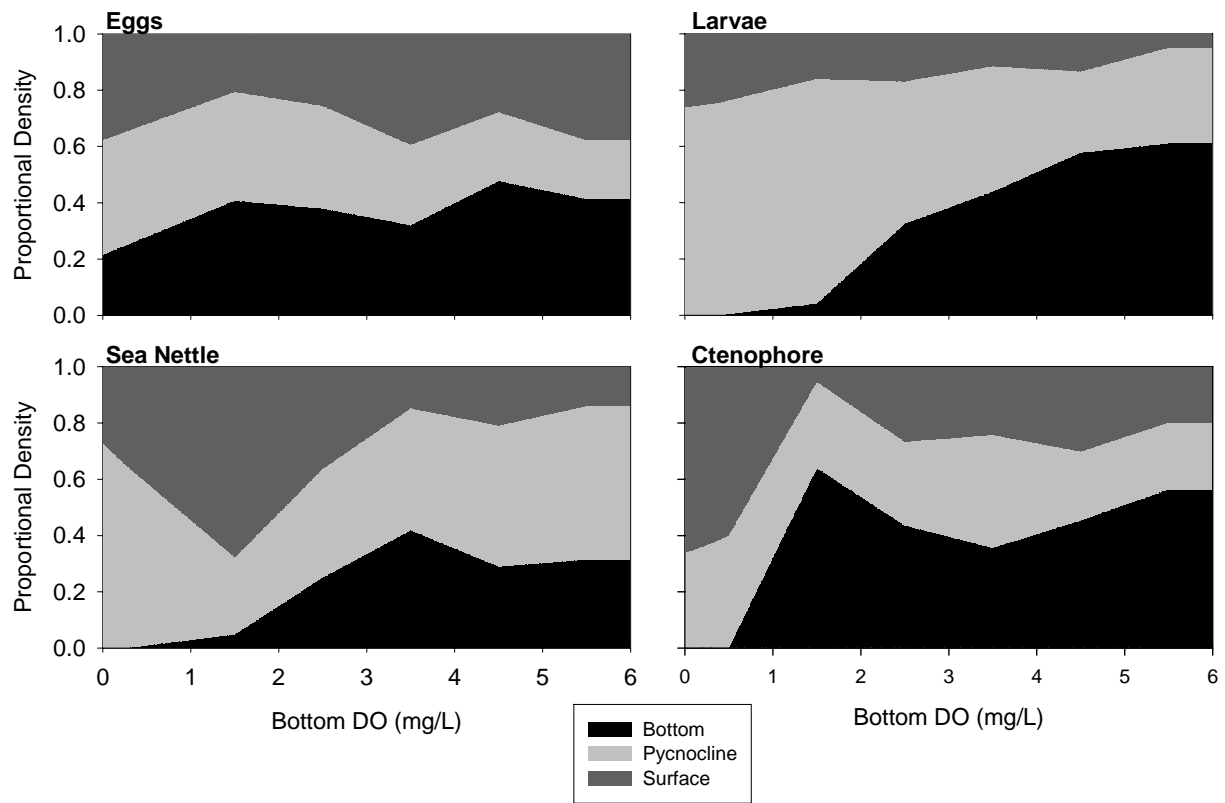 Eggs
Larvae
1.0
0.8
0.6
0.4
0.2
0.0
Proportional Density
Sea Nettle
Ctenophore
1.0
0.8
0.6
0.4
0.2
0.0
Proportional Density
0 1 2 3 4 5 6
0 1 2 3 4 5 6
Bottom DO (mg/L)
Bottom DO (mg/L)
Bottom
Pycnocline
Surface